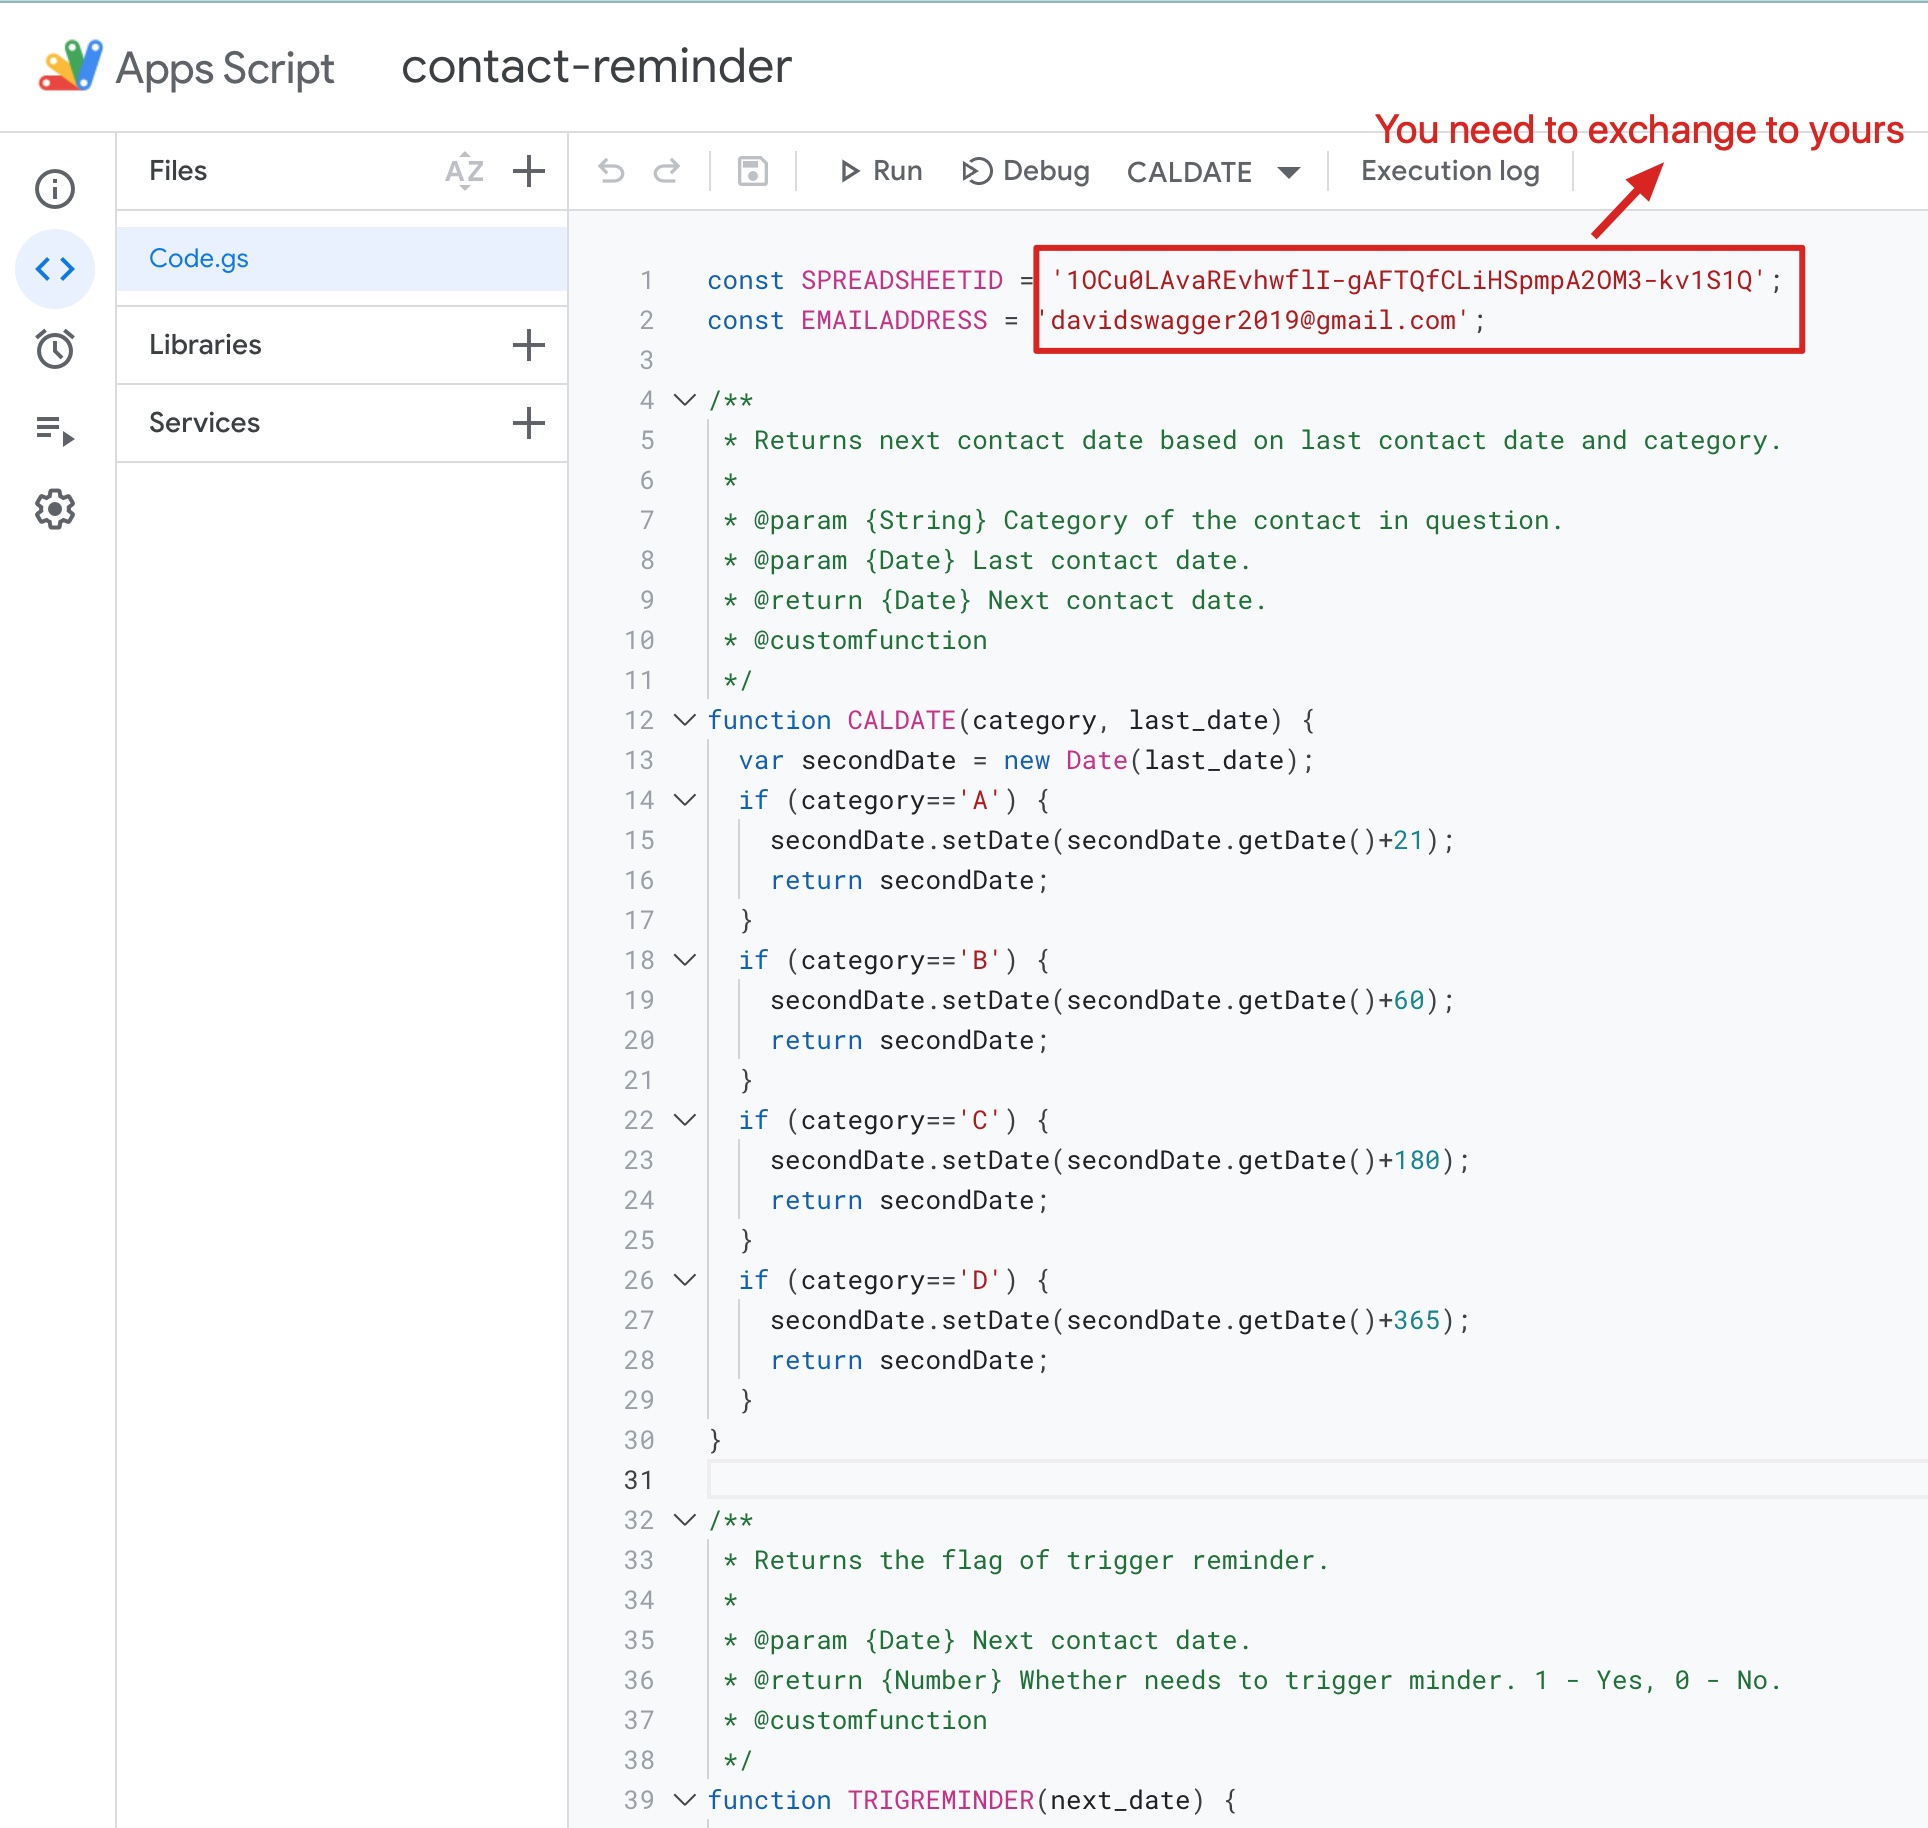 Apps Script contact-reminder
You need to exchange to yours
Files
Run Debug CALDATE Execution log
Code.gs
Libraries
Services
1 const SPREADSHEETID = '1OCu0LAvaREvhwflI-gAFTQfCLiHSpmpA2OM3-kv1S1Q';
2 const EMAILADDRESS = 'davidswagger2019@gmail.com';
3
4 /**
5 * Returns next contact date based on last contact date and category.
6 *
7 * @param {String} Category of the contact in question.
8 * @param {Date} Last contact date.
9 * @return {Date} Next contact date.
10 * @customfunction
11 */
12 function CALDATE(category, last_date) {
13 var secondDate = new Date(last_date);
14 if (category=='A') {
15 secondDate.setDate(secondDate.getDate()+21);
16 return secondDate;
17 }
18 if (category=='B') {
19 secondDate.setDate(secondDate.getDate()+60);
20 return secondDate;
21 }
22 if (category=='C') {
23 secondDate.setDate(secondDate.getDate()+180);
24 return secondDate;
25 }
26 if (category=='D') {
27 secondDate.setDate(secondDate.getDate()+365);
28 return secondDate;
29 }
30 }
31
32 /**
33 * Returns the flag of trigger reminder.
34 *
35 * @param {Date} Next contact date.
36 * @return {Number} Whether needs to trigger minder. 1 - Yes, 0 - No.
37 * @customfunction
38 */
39 function TRIGREMINDER(next_date) {